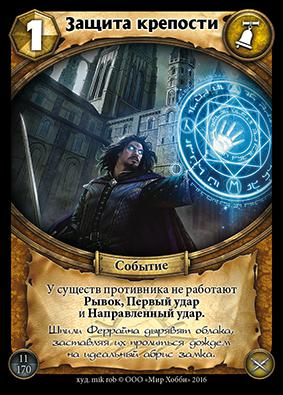 1
Защита крепости
Событие
У существ противника не работают
Рывок, Первый удар
и Направленный удар.
Шпили Феррайна дырявят облака,
заставляя их пролиться дождём
на идеальный абрис замка.
11
170
худ. mik rob © ООО «Мир Хобби» 2016